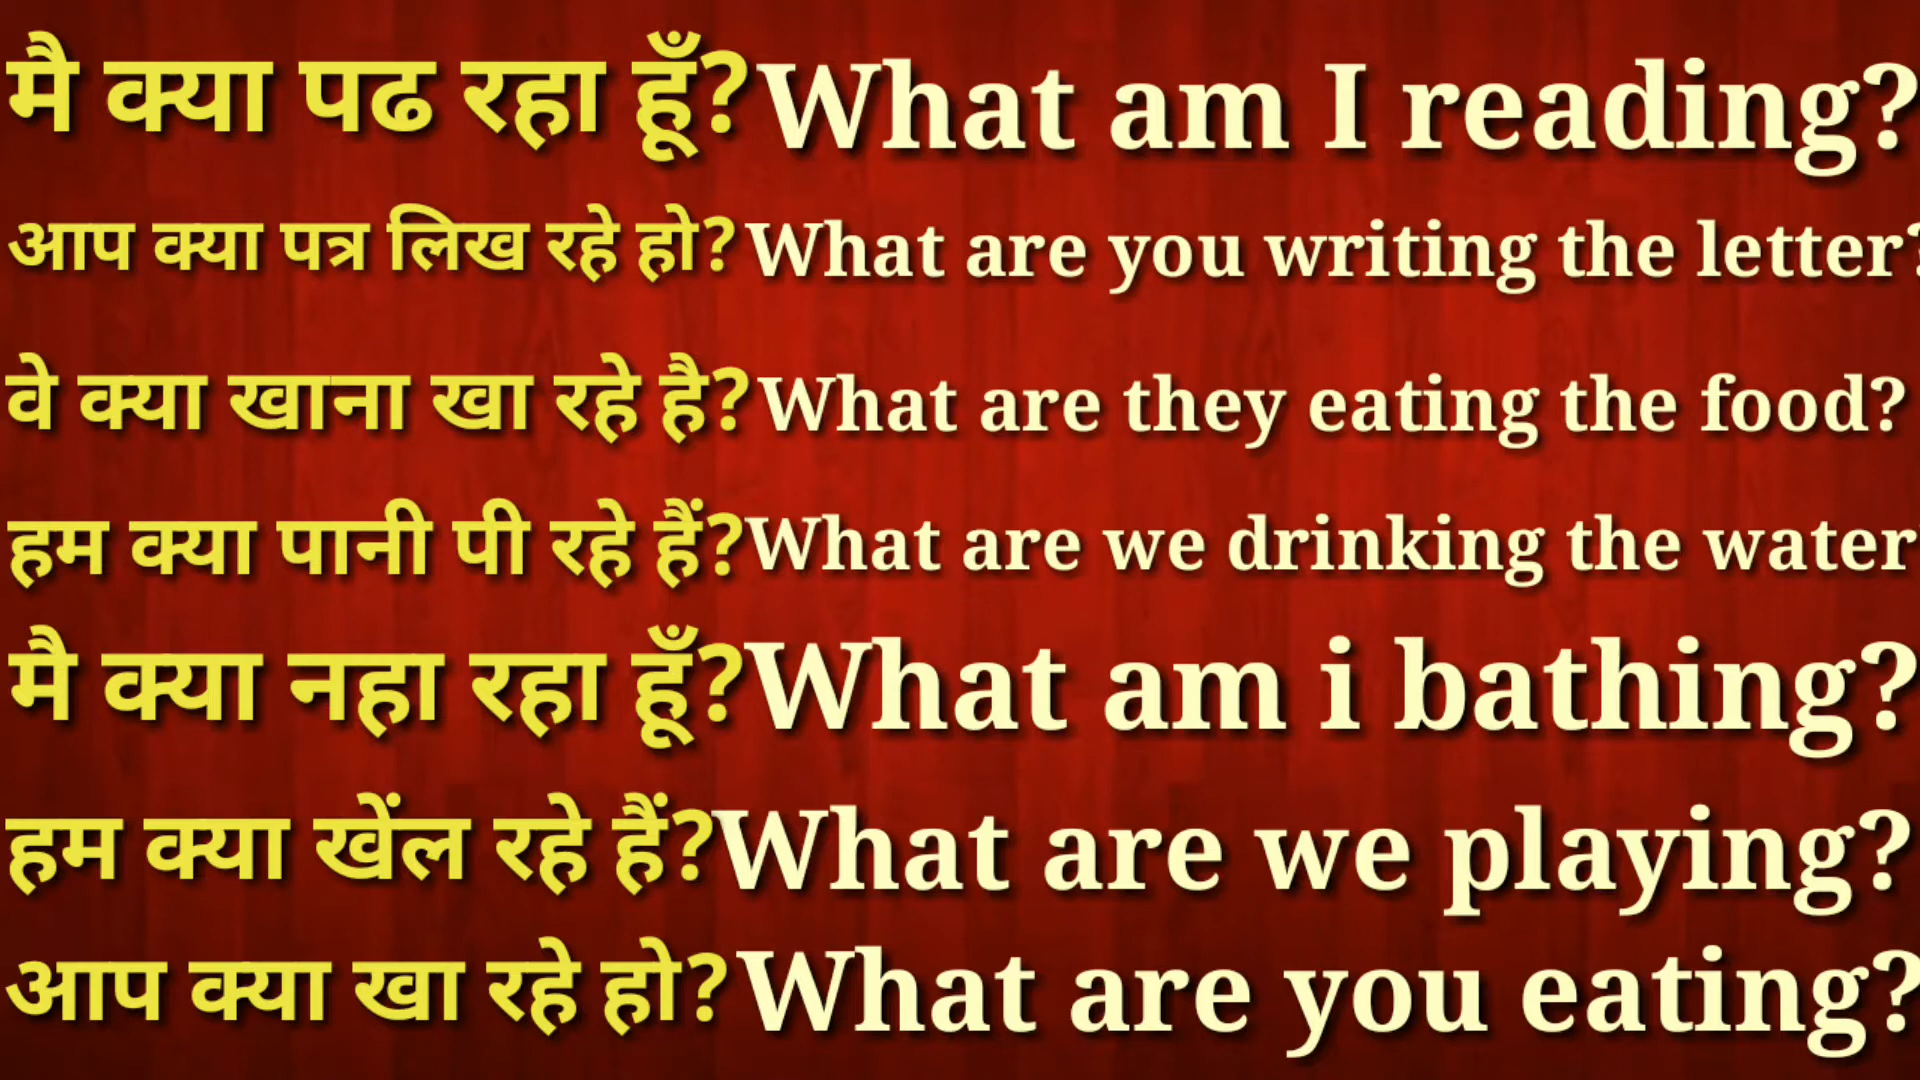 मै क्या पढ रहा हूँ? What am I reading?
आप क्या पत्र लिख रहे हो? What are you writing the letter?
वे क्या खाना खा रहे है? What are they eating the food?
हम क्या पानी पी रहे हैं? What are we drinking the water
मै क्या नहा रहा हूँ? What am i bathing?
हम क्या खेंल रहे हैं? What are we playing?
आप क्या खा रहे हो? What are you eating?